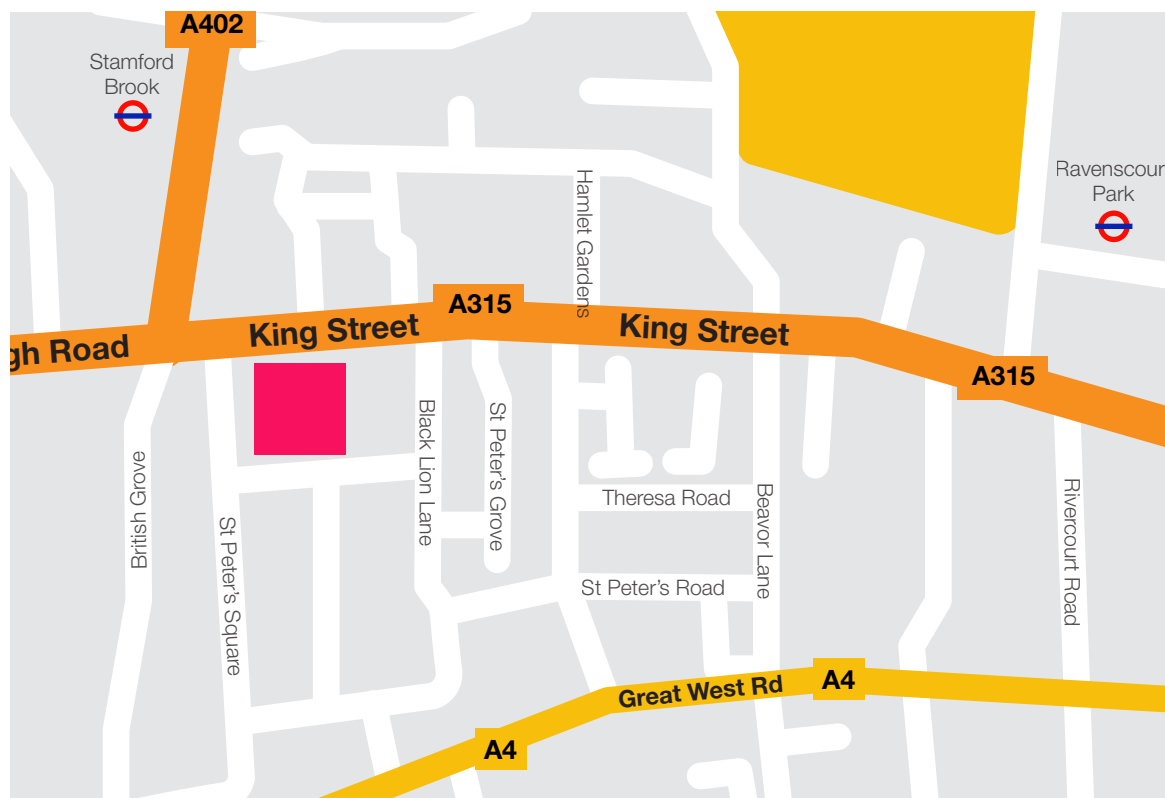 A402
Stamford
Brook
Ravenscour
Park
Hamlet Gardens
A315
King Street
King Street
gh Road
A315
Black Lion Lane
St Peter's Grove
British Grove
Theresa Road
Beavor Lane
Rivercourt Road
St Peter's Square
St Peter's Road
Great West Rd
A4
A4